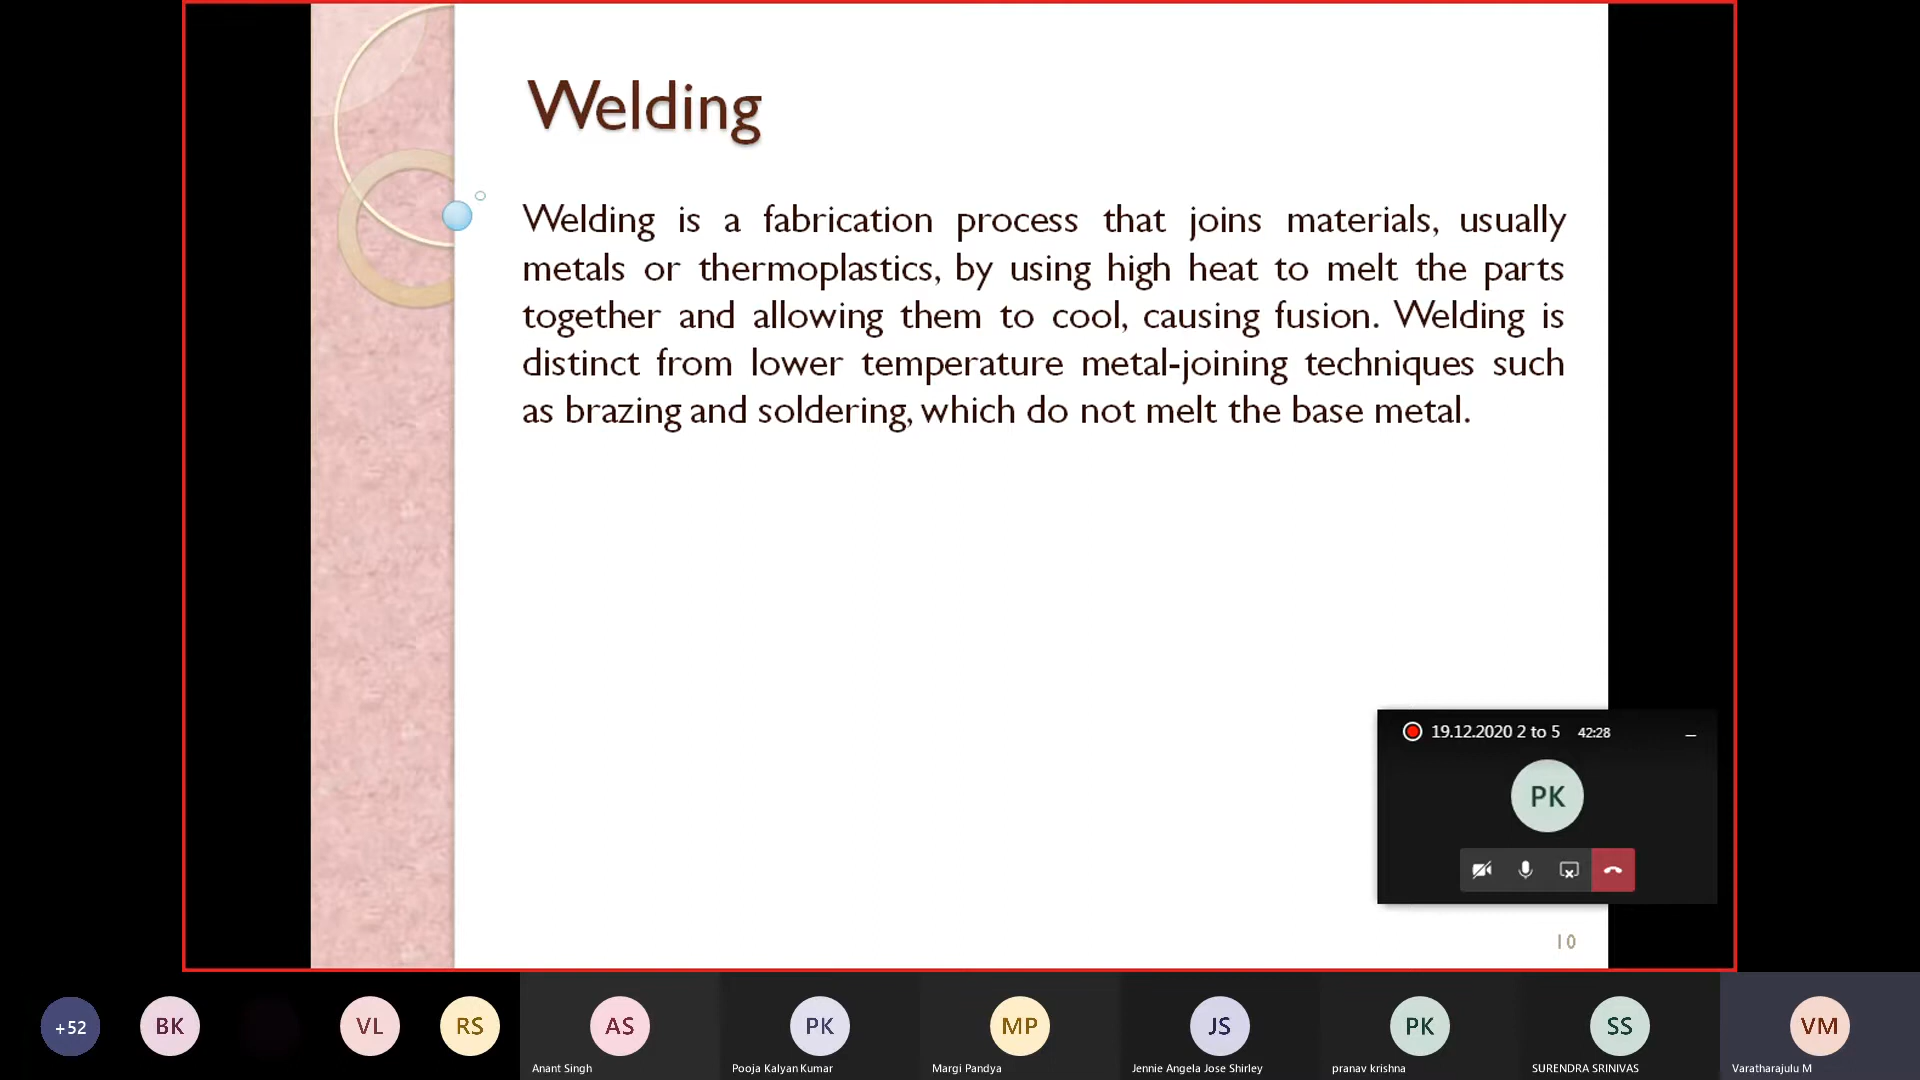 Welding
Welding is a fabrication process that joins materials, usually
metals or thermoplastics, by using high heat to melt the parts
together and allowing them to cool, causing fusion. Welding is
distinct from lower temperature metal-joining techniques such
as brazing and soldering, which do not melt the base metal.
19.12.2020 2 to 5 42:28
PK
10
+52 BK VL RS AS PK MP JS PK SS VM
Anant Singh Pooja Kalyan Kumar Margi Pandya Jennie Angela Jose Shirley pranav krishna SURENDRA SRINIVAS Varatharajulu M